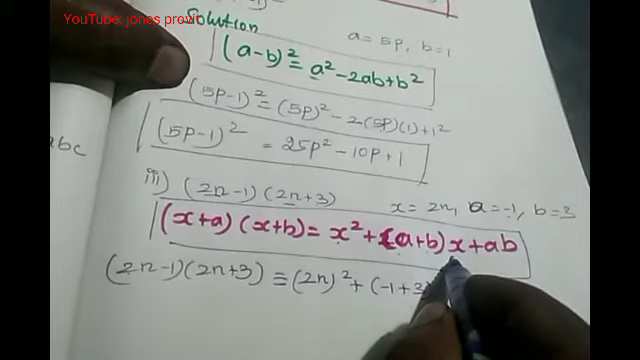 YouTube: jonas provit
Solution
a = 5p, b = 1
(a-b)² = a² - 2ab + b²
(5p-1)² = (5p)² - 2(5p)(1) + 1²
(5p-1)² = 25p² - 10p + 1
abc
iii) (2n-1) (2n+3)
x = 2n, a = -1, b = 3
(x+a) (x+b) = x² + (a+b)x + ab
(2n-1)(2n+3) = (2n)² + (-1+3)